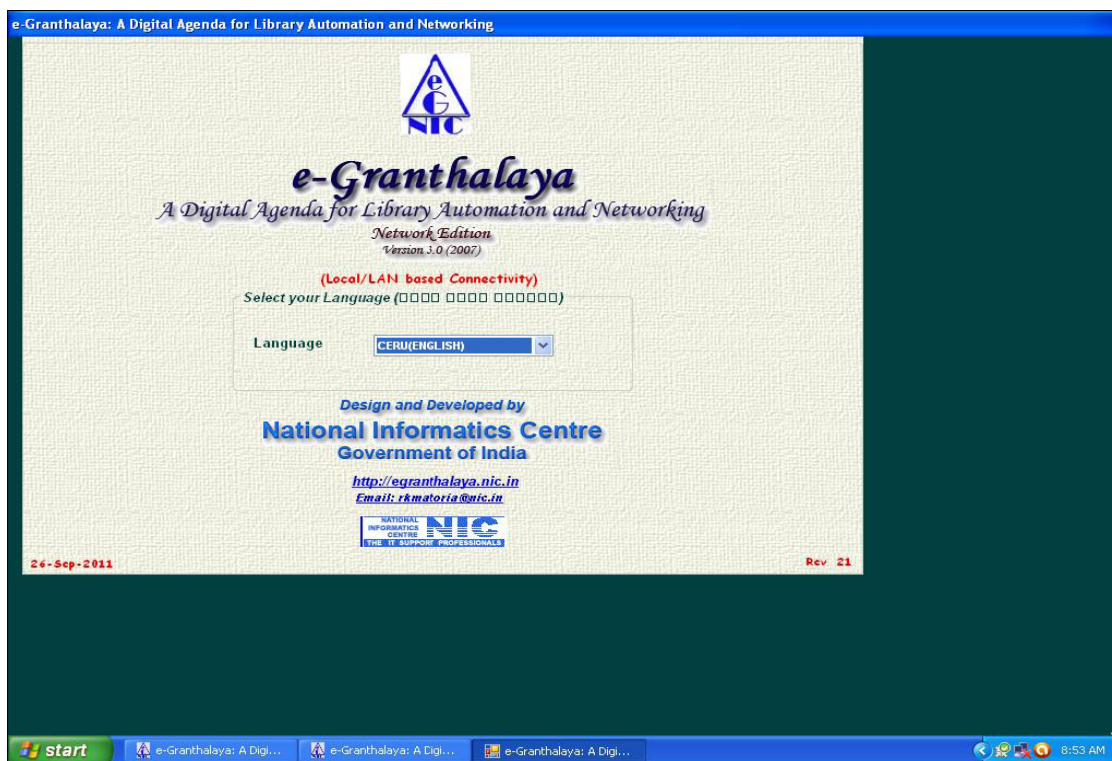 e-Granthalaya: A Digital Agenda for Library Automation and Networking
e
G
NIC
e-Granthalaya
A Digital Agenda for Library Automation and Networking
Network Edition
Version 3.0 (2007)
(Local/LAN based Connectivity)
Select your Language (□□□□ □□□□ □□□□□□)
Language
CERU(ENGLISH)
Design and Developed by
National Informatics Centre
Government of India
http://egranthalaya.nic.in
Email: rkmatoria@nic.in
NATIONAL
INFORMATICS
CENTRE
NIC
THE IT SUPPORT PROFESSIONALS
26-Sep-2011
Rev 21
start
e-Granthalaya: A Digi...
e-Granthalaya: A Digi...
e-Granthalaya: A Digi...
8:53 AM